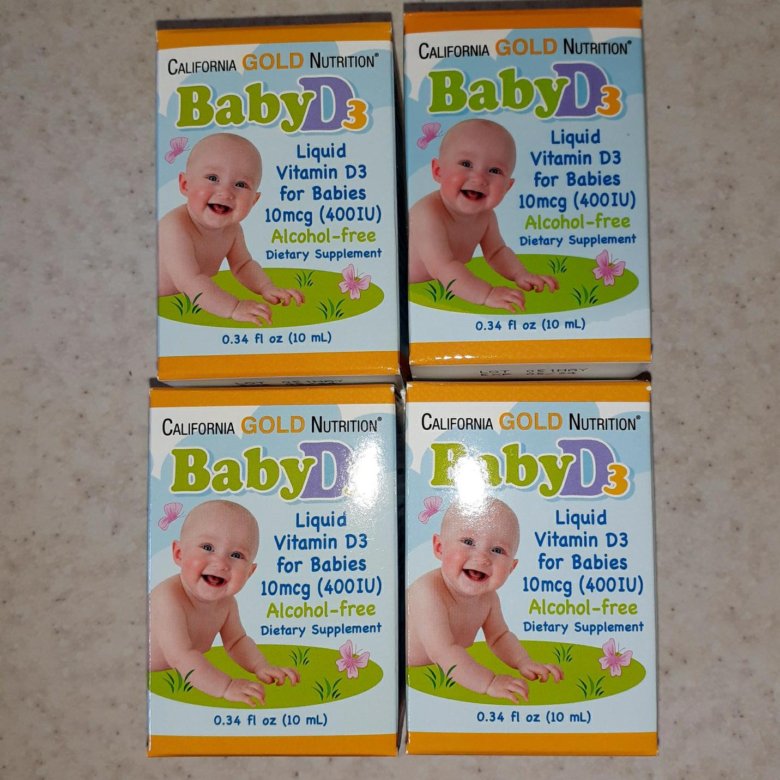 CALIFORNIA GOLD NUTRITION®
BabyD3
Liquid
Vitamin D3
for Babies
10mcg (400IU)
Alcohol-free
Dietary Supplement
0.34 fl oz (10 mL)
CALIFORNIA GOLD NUTRITION®
BabyD3
Liquid
Vitamin D3
for Babies
10mcg (400IU)
Alcohol-free
Dietary Supplement
0.34 fl oz (10 mL)
CALIFORNIA GOLD NUTRITION®
BabyD
Liquid
Vitamin D3
for Babies
10mcg (400IU)
Alcohol-free
Dietary Supplement
0.34 fl oz (10 mL)
CALIFORNIA GOLD NUTRITION®
BabyD3
Liquid
Vitamin D3
for Babies
10mcg (400IU)
Alcohol-free
Dietary Supplement
0.34 fl oz (10 mL)